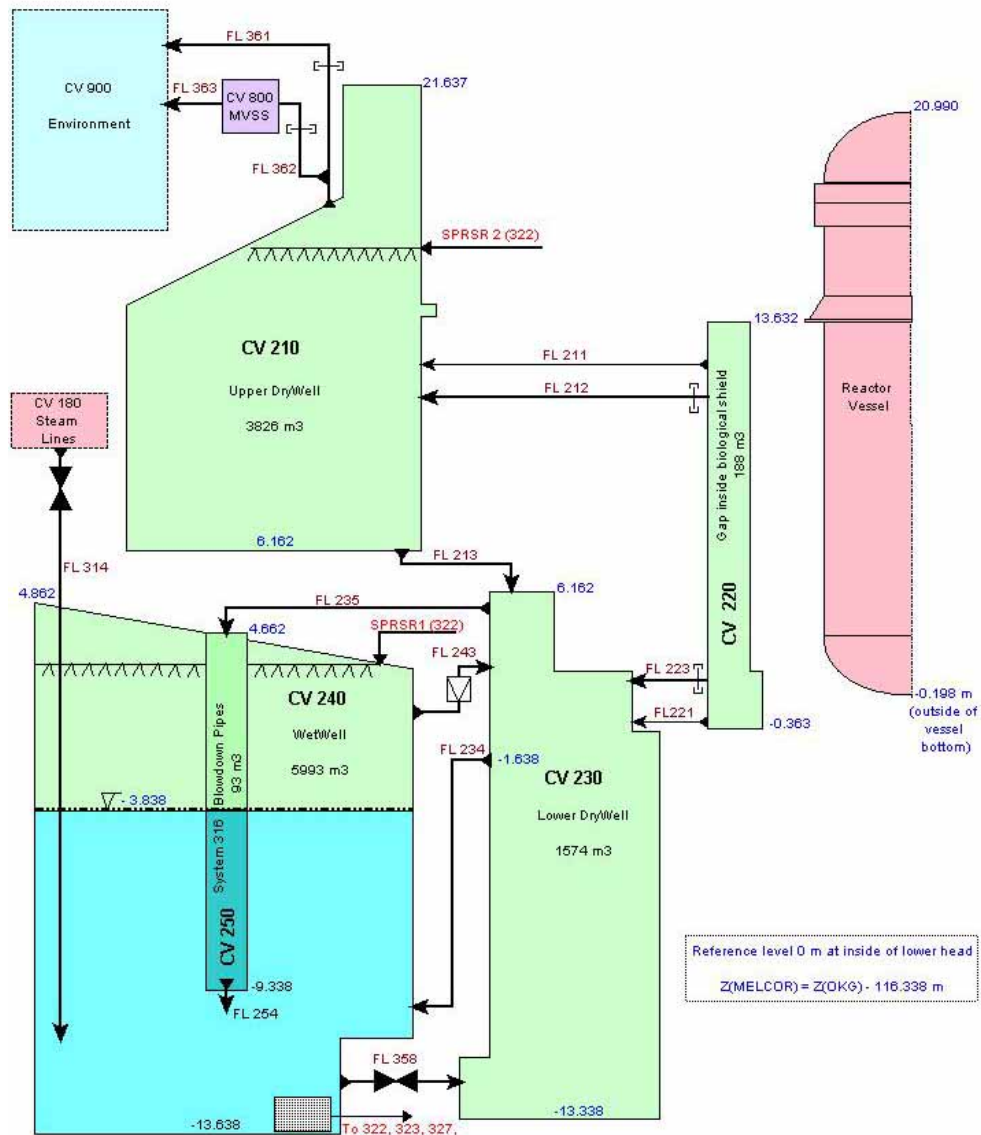 FL 361
CV 900
Environment
FL 363
CV 800
MVSS
FL 362
21.637
20.990
SPRSR 2 (322)
13.632
CV 210
Upper DryWell
3826 m3
FL 211
FL 212
Reactor
Vessel
CV 180
Steam
Lines
Gap inside biological shield
188 m3
CV 220
6.162
FL 213
FL 314
4.862
FL 235
6.162
4.662
SPRSR1 (322)
FL 243
FL 223
FL221
-0.363
-0.198 m
(outside of
vessel
bottom)
CV 240
WetWell
5993 m3
Blowdown Pipes
93 m3
System 316
CV 250
FL 234
-1.638
CV 230
Lower DryWell
1574 m3
- 3.838
-9.338
FL 254
Reference level 0 m at inside of lower head
Z(MELCOR) = Z(OKG) - 116.338 m
FL 358
-13.638
-13.338
To 322, 323, 327,